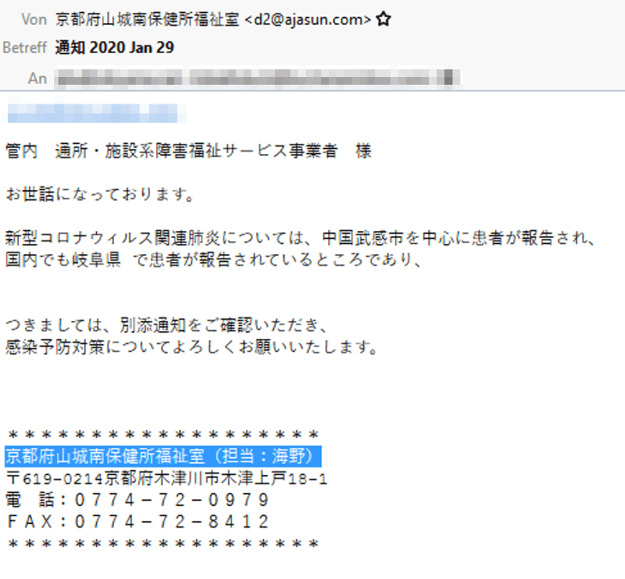 Von 京都府山城南保健所福祉室 <d2@ajasun.com>
Betreff 通知 2020 Jan 29
An
管内　通所・施設系障害福祉サービス事業者　様
お世話になっております。
新型コロナウィルス関連肺炎については、中国武感市を中心に患者が報告され、
国内でも岐阜県 で患者が報告されているところであり、
つきましては、別添通知をご確認いただき、
感染予防対策についてよろしくお願いいたします。
＊＊＊＊＊＊＊＊＊＊＊＊＊＊＊＊＊＊＊
京都府山城南保健所福祉室（担当：海野）
〒619-0214京都府木津川市木津上戸18-1
電　話：０７７４－７２－０９７９
ＦＡＸ：０７７４－７２－８４１２
＊＊＊＊＊＊＊＊＊＊＊＊＊＊＊＊＊＊＊